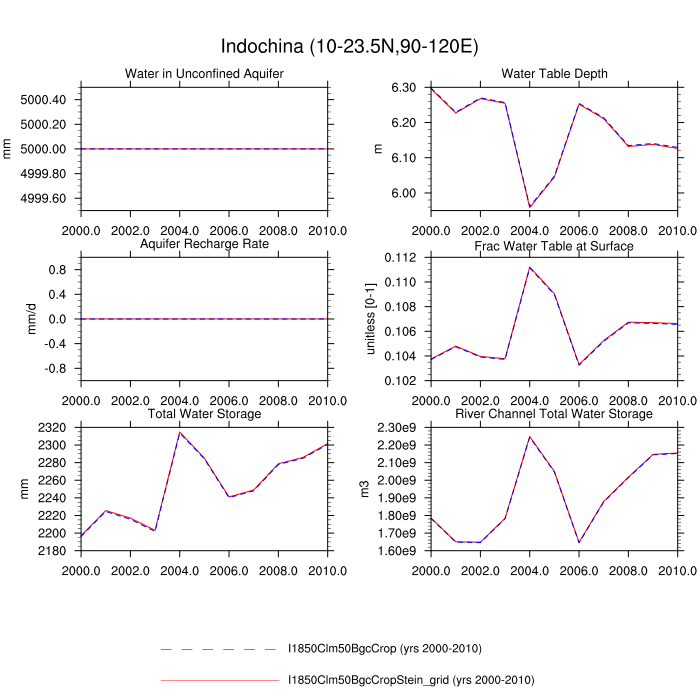 Indochina (10-23.5N,90-120E)
Water in Unconfined Aquifer
5000.40
5000.20
5000.00
4999.80
4999.60
mm
2000.0 2002.0 2004.0 2006.0 2008.0 2010.0
Water Table Depth
6.30
6.20
6.10
6.00
m
2000.0 2002.0 2004.0 2006.0 2008.0 2010.0
Aquifer Recharge Rate
0.8
0.4
0.0
-0.4
-0.8
mm/d
2000.0 2002.0 2004.0 2006.0 2008.0 2010.0
Frac Water Table at Surface
0.112
0.110
0.108
0.106
0.104
0.102
unitless [0-1]
2000.0 2002.0 2004.0 2006.0 2008.0 2010.0
Total Water Storage
2320
2300
2280
2260
2240
2220
2200
2180
mm
2000.0 2002.0 2004.0 2006.0 2008.0 2010.0
River Channel Total Water Storage
2.30e9
2.20e9
2.10e9
2.00e9
1.90e9
1.80e9
1.70e9
1.60e9
m3
2000.0 2002.0 2004.0 2006.0 2008.0 2010.0
I1850Clm50BgcCrop (yrs 2000-2010)
I1850Clm50BgcCropStein_grid (yrs 2000-2010)